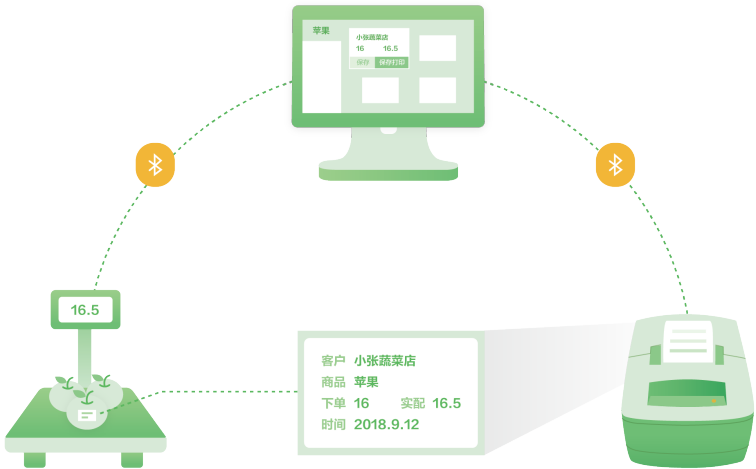 苹果
小张蔬菜店
16 16.5
保存 保存打印
16.5
客户 小张蔬菜店
商品 苹果
下单 16 实配 16.5
时间 2018.9.12